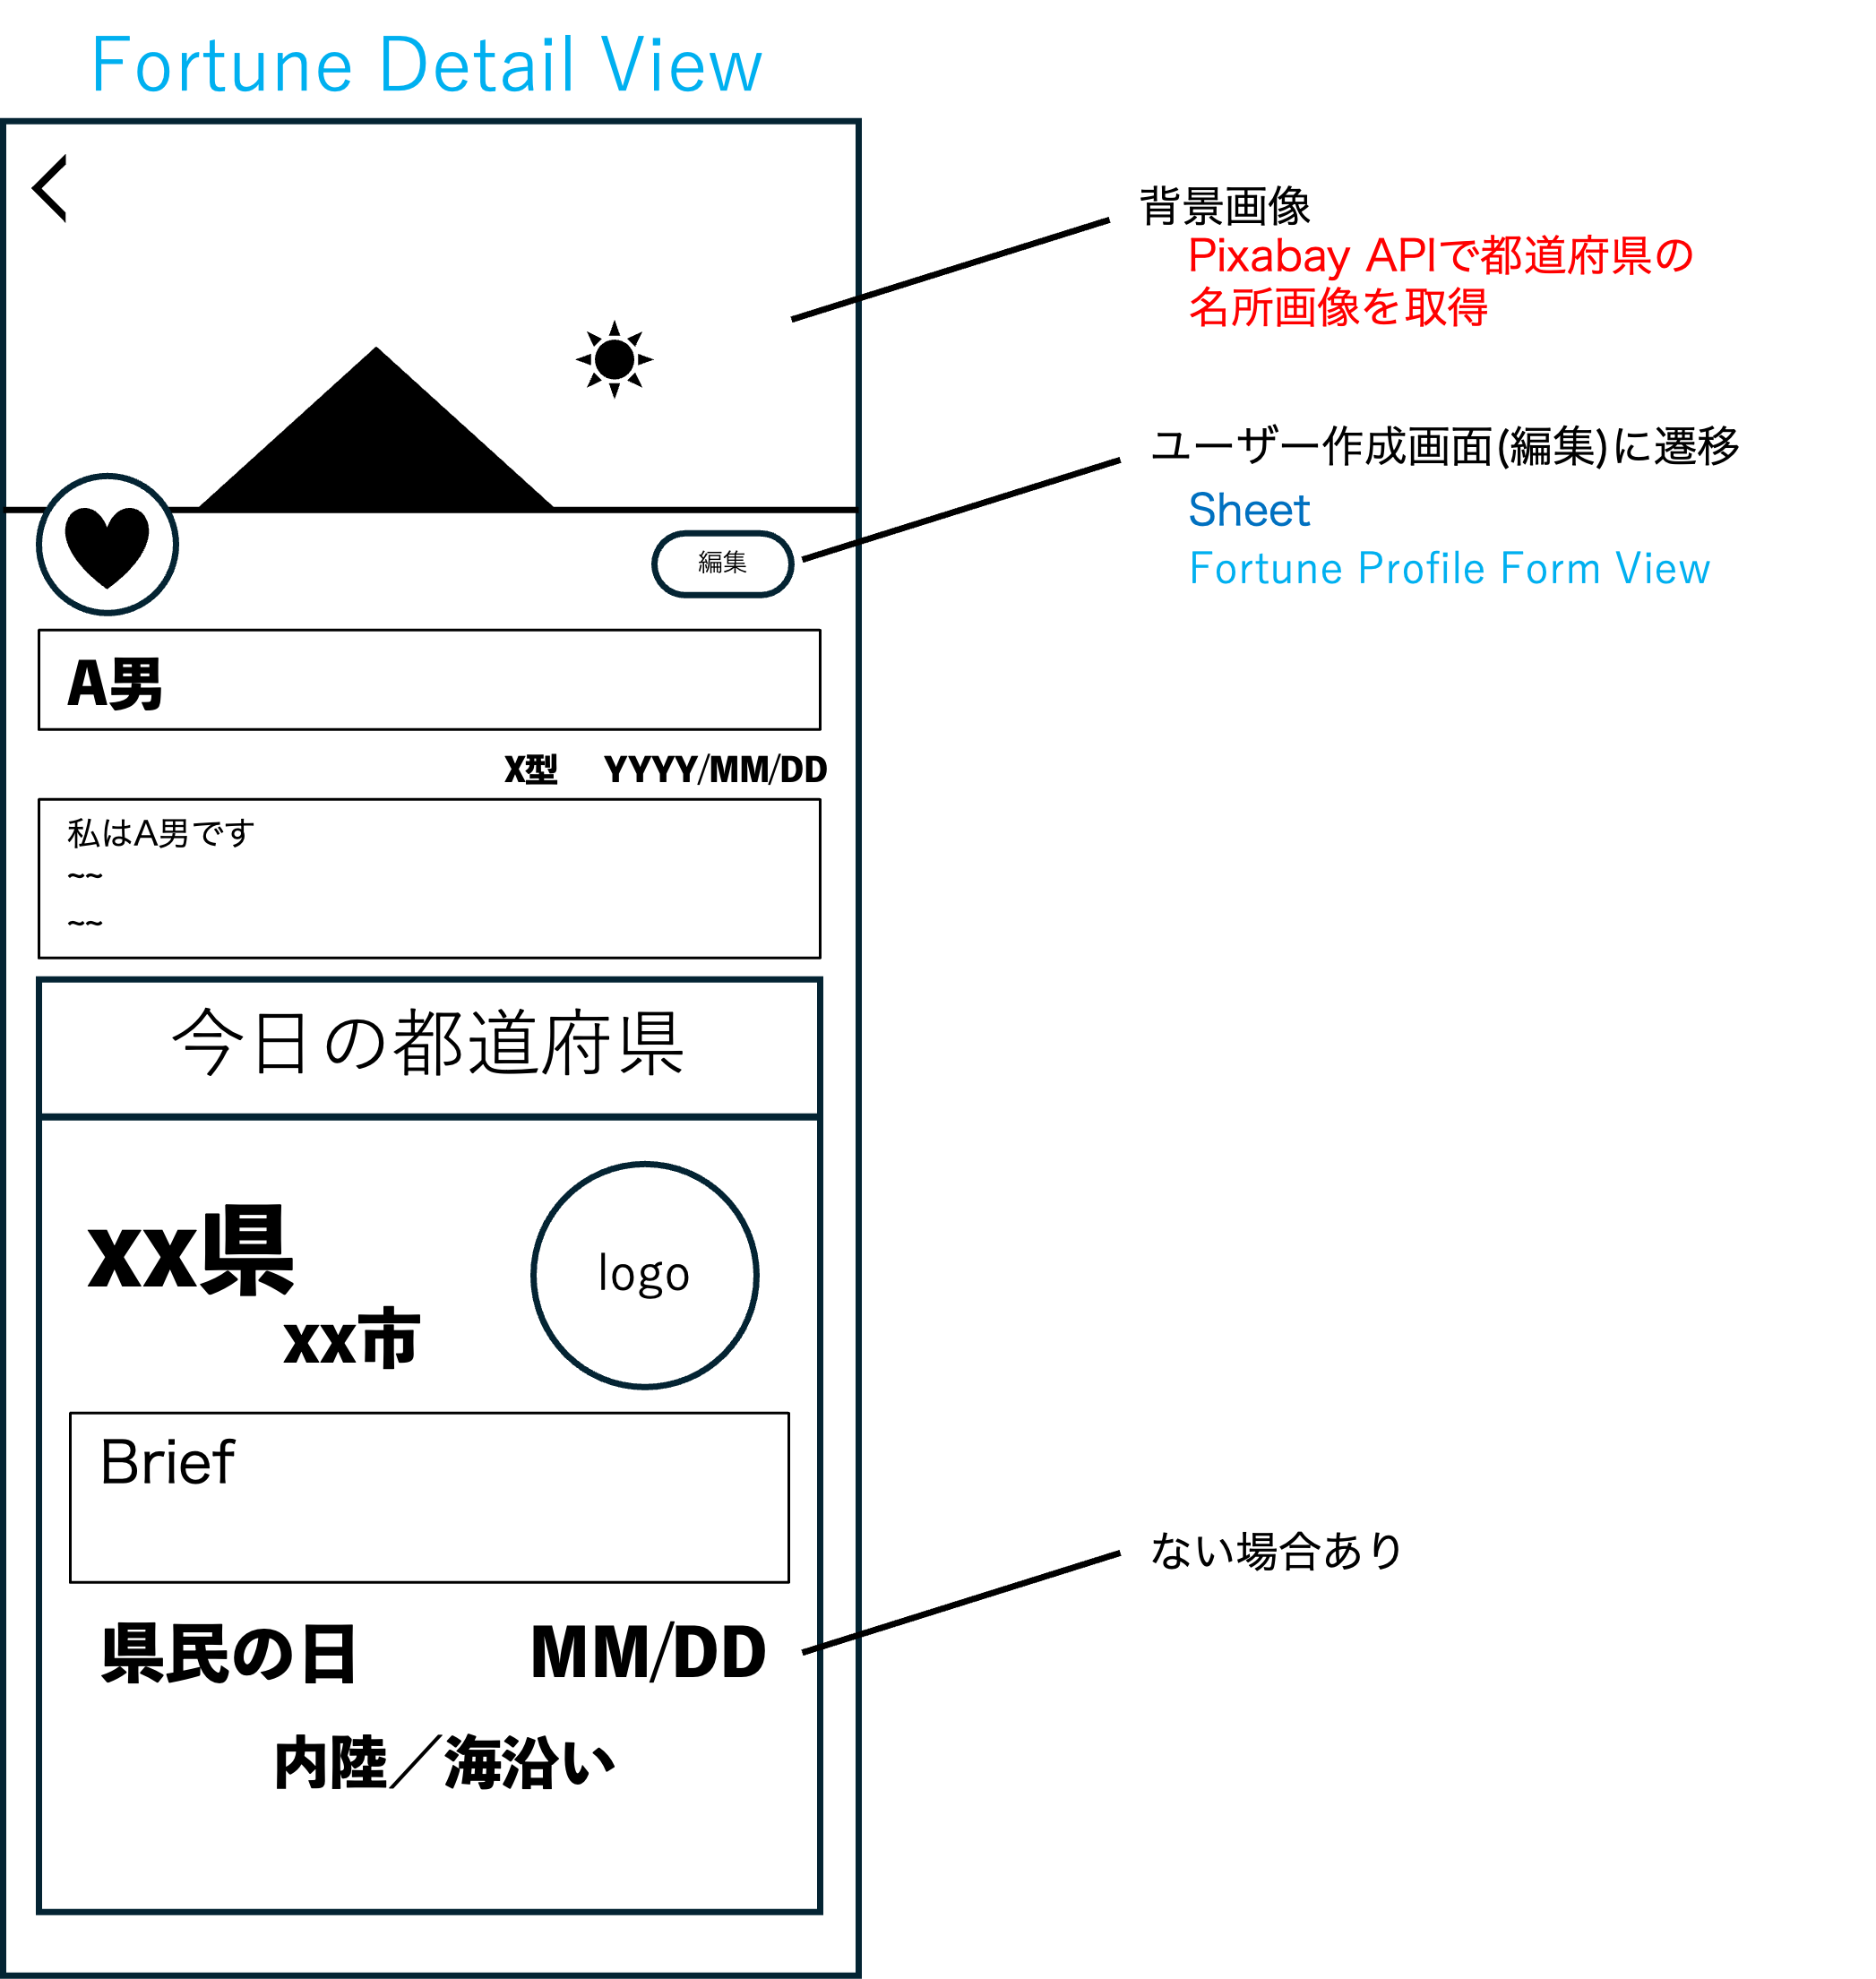 Fortune Detail View
背景画像
Pixabay APIで都道府県の
名所画像を取得
ユーザー作成画面(編集)に遷移
Sheet
Fortune Profile Form View
編集
A男
X型 YYYY/MM/DD
私はA男です
~~
~~
今日の都道府県
xx県
xx市
logo
Brief
ない場合あり
県民の日 MM/DD
内陸／海沿い